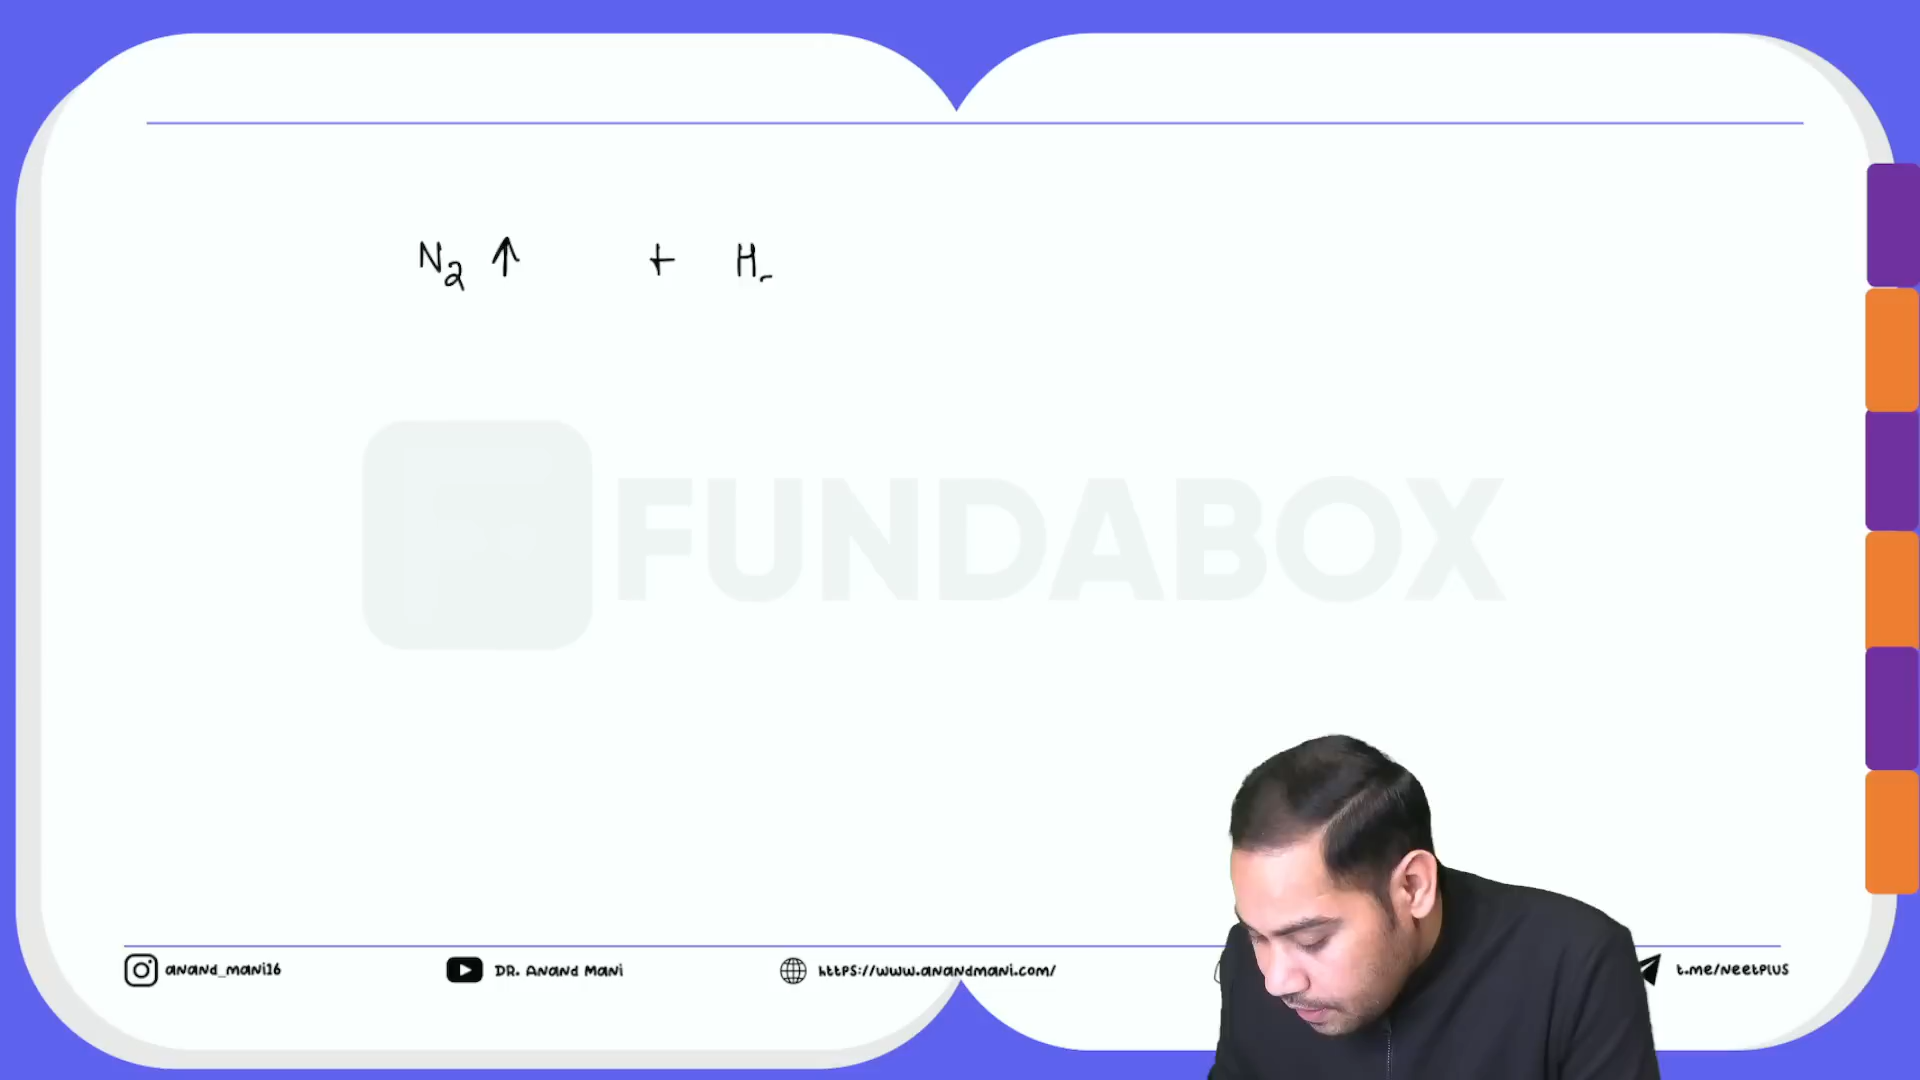 N₂ ↑ + H
FUNDABOX
anand_mani16 DR. Anand Mani https://www.anandmani.com/ t.me/NEETPLUS